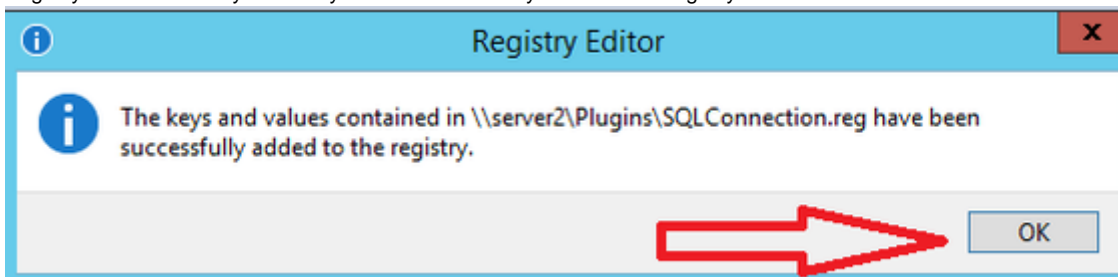 Registry Editor
x
The keys and values contained in \\server2\Plugins\SQLConnection.reg have been
successfully added to the registry.
OK